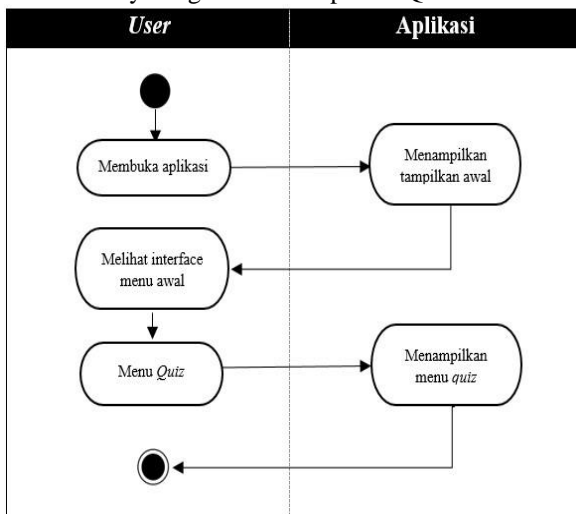 User
Aplikasi
Membuka aplikasi
Menampilkan
tampilkan awal
Melihat interface
menu awal
Menu Quiz
Menampilkan
menu quiz